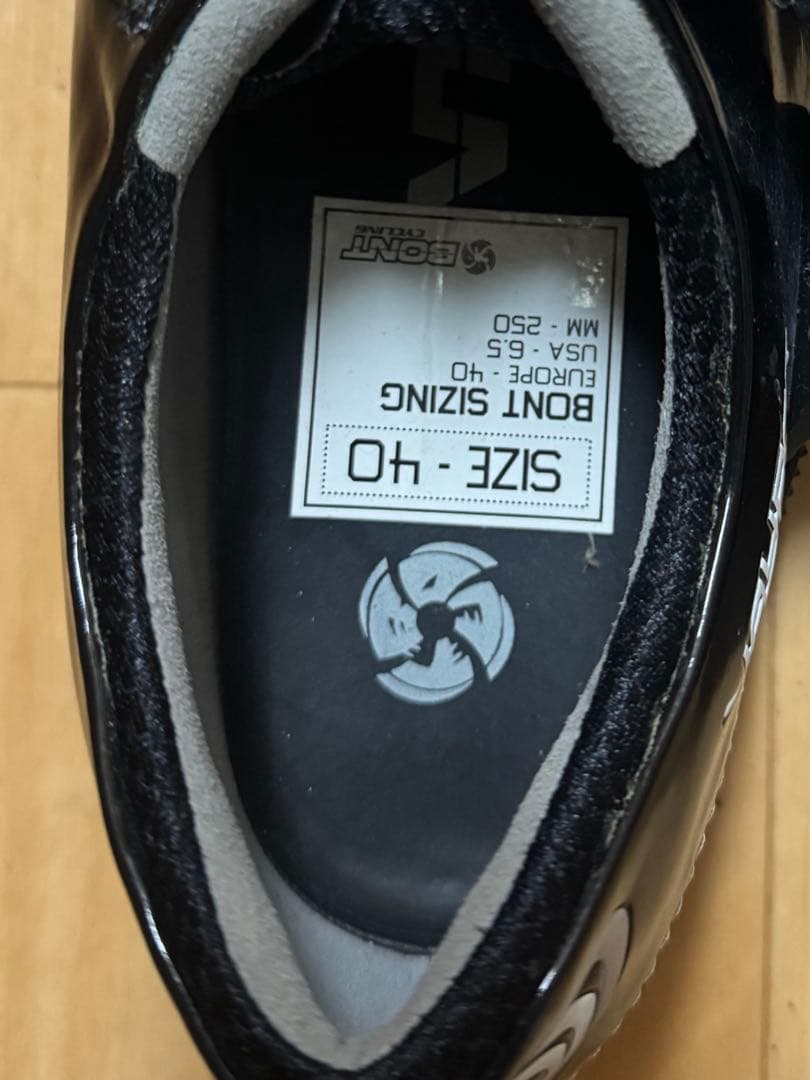 SIZE - 40
BONT SIZING
EUROPE - 40
USA - 6.5
MM - 250
BONT
CYCLING